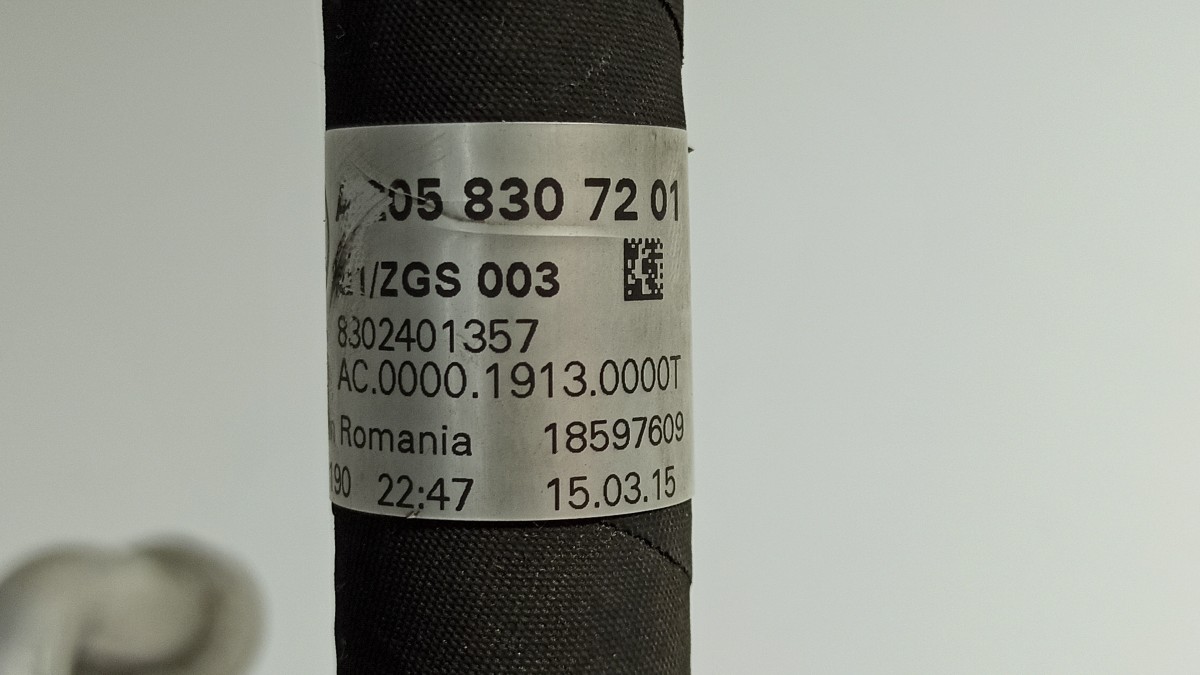 A 205 830 72 01
/ZGS 003
8302401357
AC.0000.1913.0000T
Romania 18597609
190 22:47 15.03.15